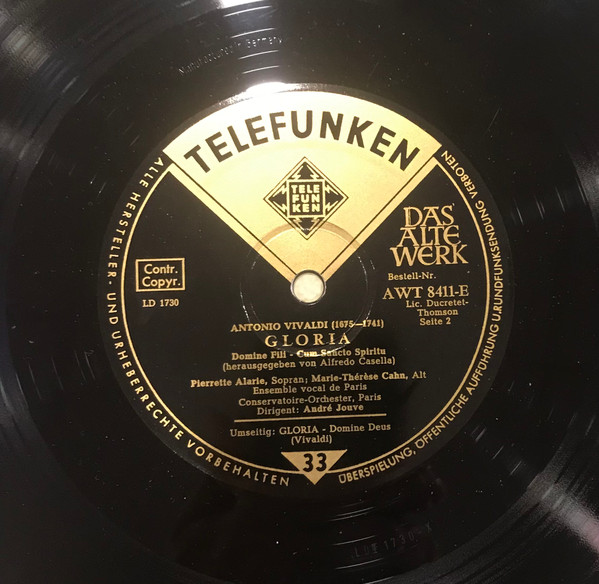 Manufactured in Germany
TELEFUNKEN
TELE
FUN
KEN
DAS
ALTE
WERK
Bestell-Nr.
AWT 8411-E
Lic. Ducretet-
Thomson
Seite 2
Contr.
Copyr.
LD 1730
ANTONIO VIVALDI (1675—1741)
GLORIA
Domine Fili - Cum Sancto Spiritu
(herausgegeben von Alfredo Casella)
Pierrette Alarie, Sopran; Marie-Thérèse Cahn, Alt
Ensemble vocal de Paris
Conservatoire-Orchester, Paris
Dirigent: André Jouve
Umseitig: GLORIA - Domine Deus
(Vivaldi)
33
ALLE HERSTELLER- UND URHEBERRECHTE VORBEHALTEN
ÜBERSPIELUNG, ÖFFENTLICHE AUFFÜHRUNG U. RUNDFUNKSENDUNG VERBOTEN